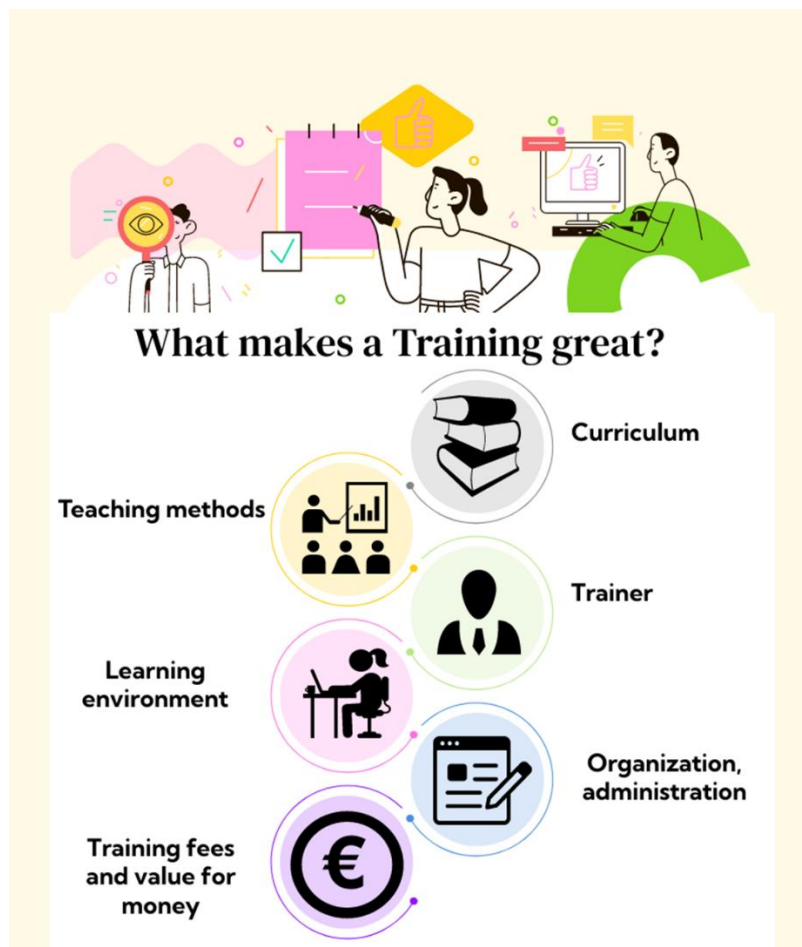 What makes a Training great?
Curriculum
Teaching methods
Trainer
Learning
environment
Organization,
administration
Training fees
and value for
money